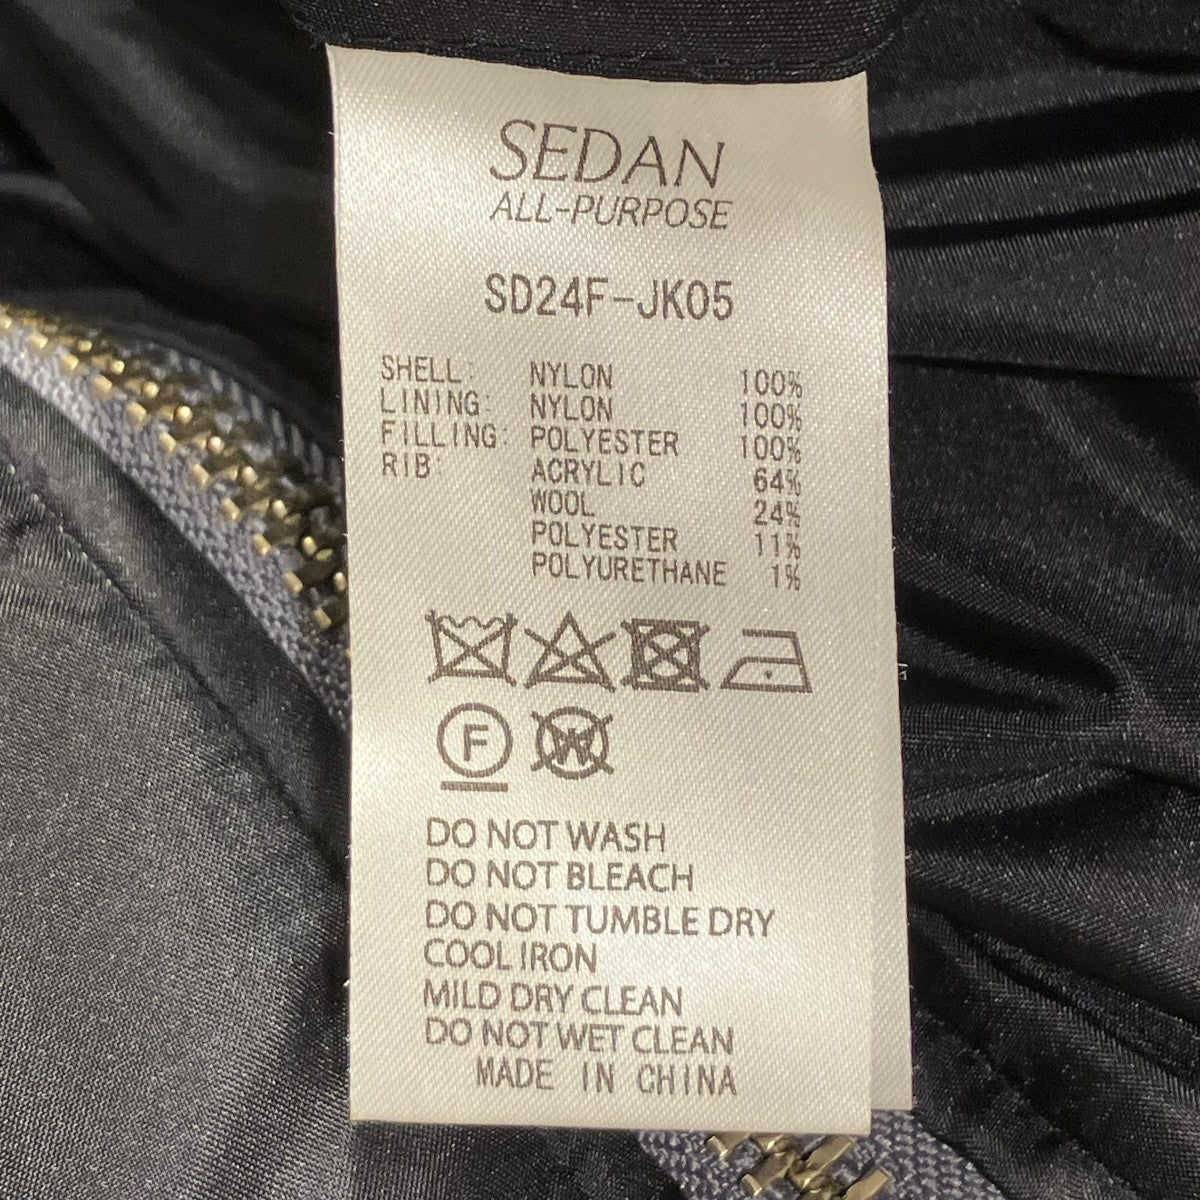 SEDAN
ALL-PURPOSE
SD24F-JK05
SHELL: NYLON 100%
LINING: NYLON 100%
FILLING: POLYESTER 100%
RIB: ACRYLIC 64%
WOOL 24%
POLYESTER 11%
POLYURETHANE 1%
F W
DO NOT WASH
DO NOT BLEACH
DO NOT TUMBLE DRY
COOL IRON
MILD DRY CLEAN
DO NOT WET CLEAN
MADE IN CHINA